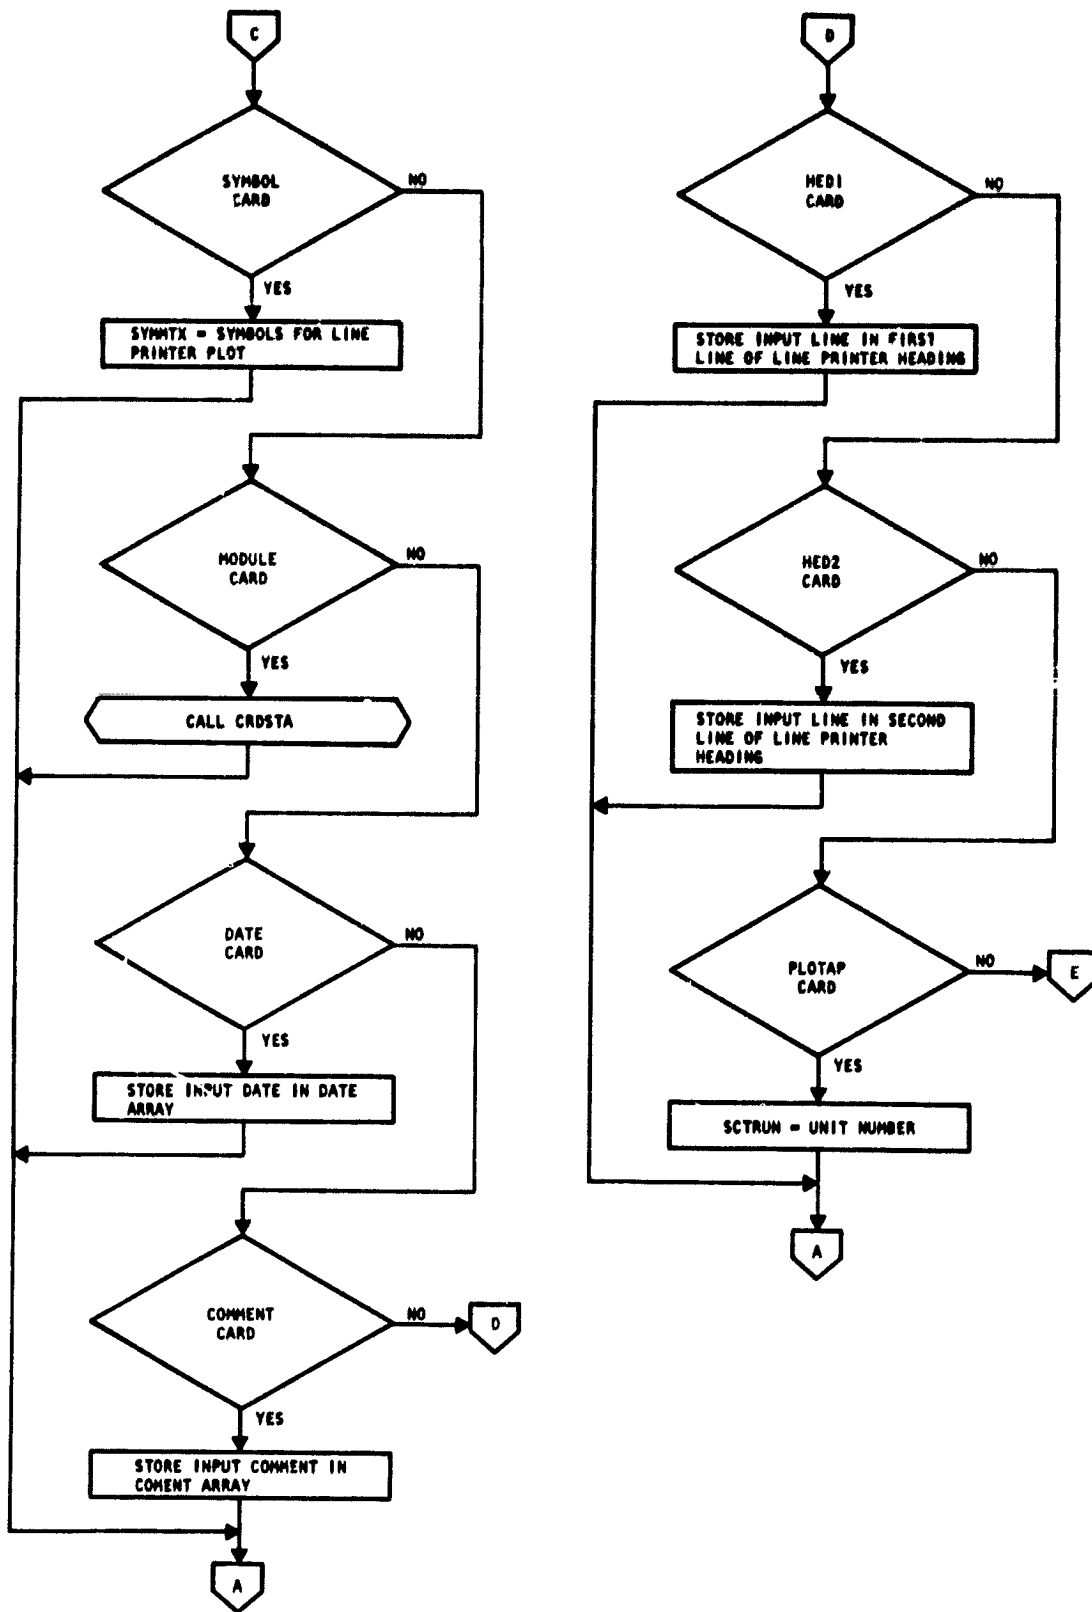 C
SYMBOL
CARD
NO
YES
SYMMTX = SYMBOLS FOR LINE
PRINTER PLOT
MODULE
CARD
NO
YES
CALL CRDSTA
DATE
CARD
NO
YES
STORE INPUT DATE IN DATE
ARRAY
COMMENT
CARD
NO
D
YES
STORE INPUT COMMENT IN
COMENT ARRAY
A
D
HED1
CARD
NO
YES
STORE INPUT LINE IN FIRST
LINE OF LINE PRINTER HEADING
HED2
CARD
NO
YES
STORE INPUT LINE IN SECOND
LINE OF LINE PRINTER
HEADING
PLOTAP
CARD
NO
E
YES
SCTRUN = UNIT NUMBER
A